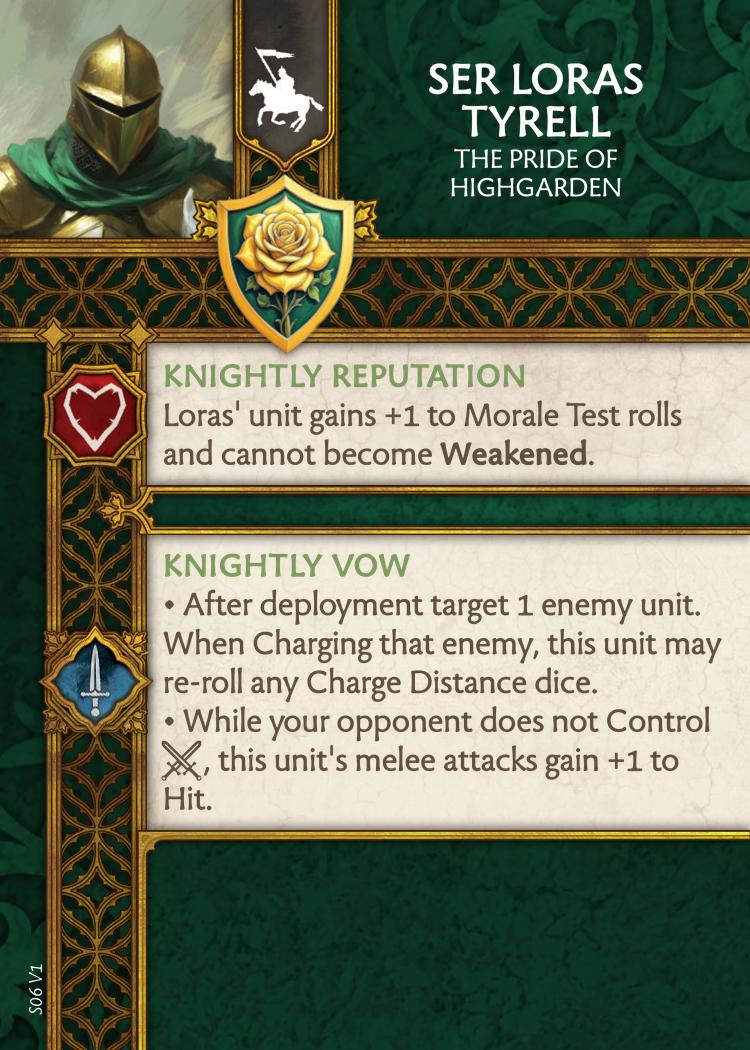 SER LORAS
TYRELL
THE PRIDE OF
HIGHGARDEN
KNIGHTLY REPUTATION
Loras' unit gains +1 to Morale Test rolls
and cannot become Weakened.
KNIGHTLY VOW
• After deployment target 1 enemy unit.
When Charging that enemy, this unit may
re-roll any Charge Distance dice.
• While your opponent does not Control
, this unit's melee attacks gain +1 to
Hit.
S06 V1